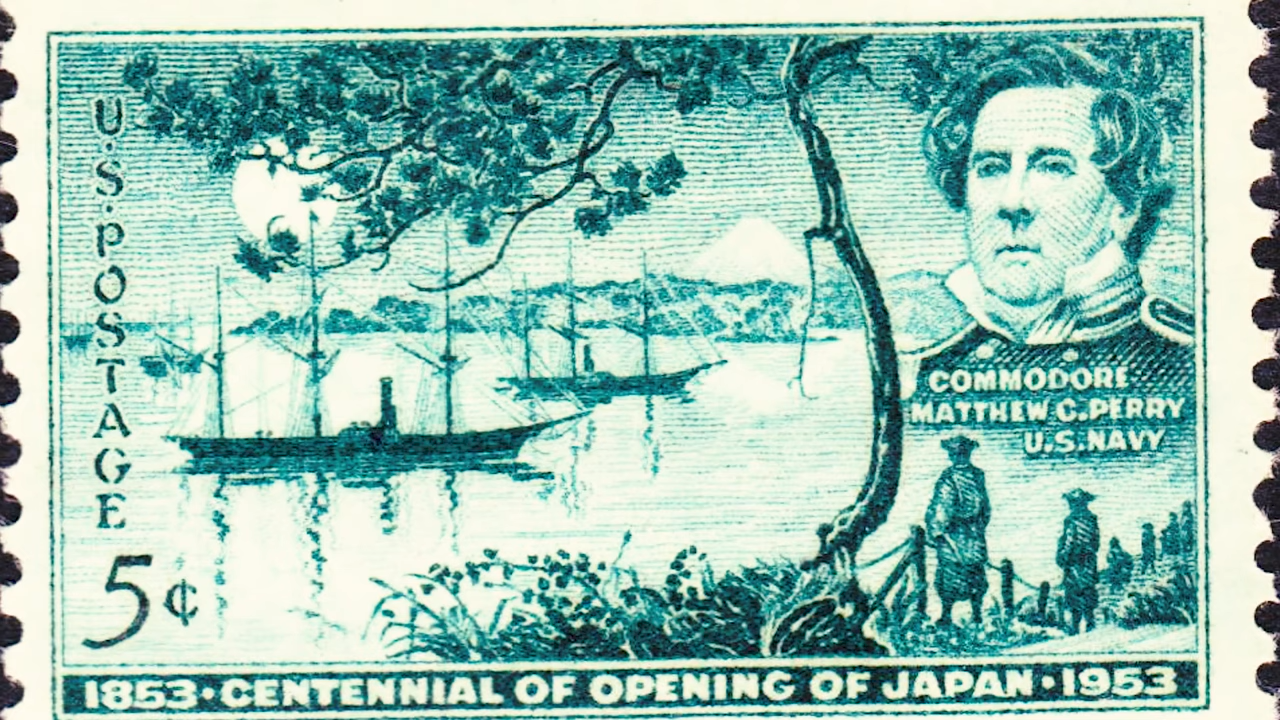 U.S.POSTAGE
5¢
COMMODORE
MATTHEW C.PERRY
U.S.NAVY
1853·CENTENNIAL OF OPENING OF JAPAN·1953